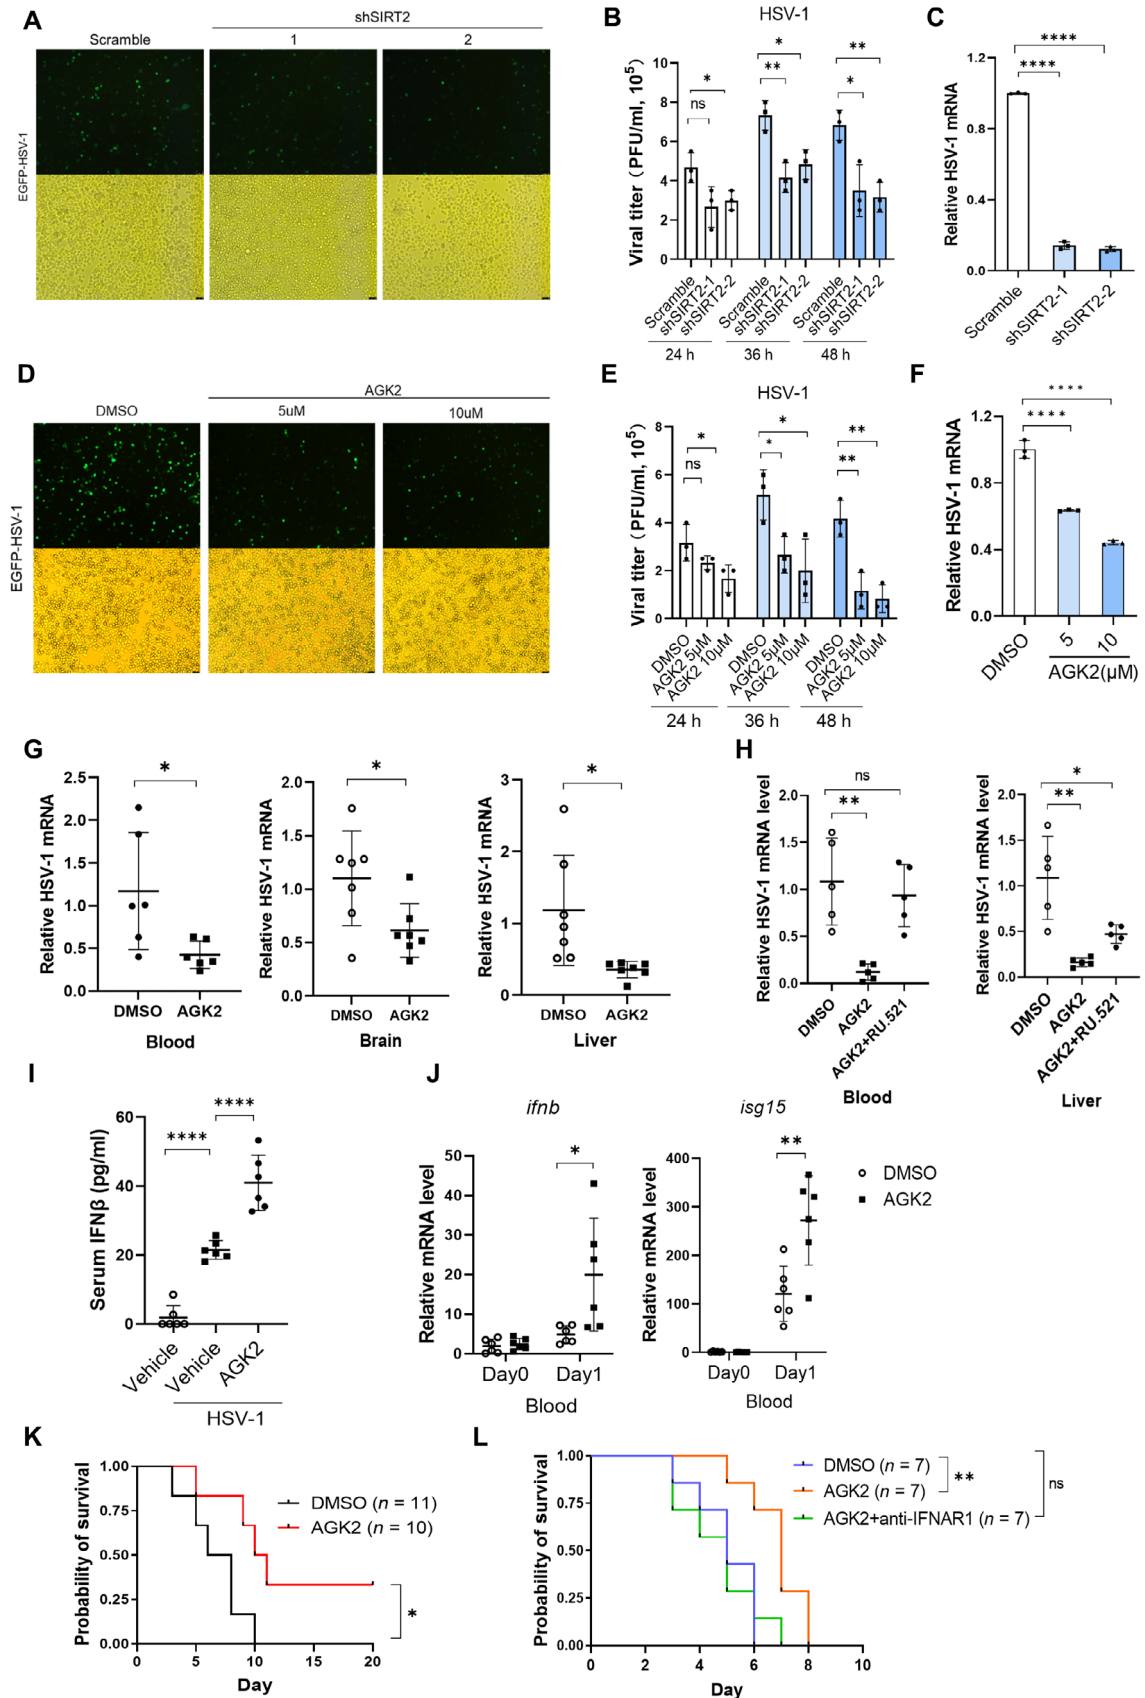 A
shSIRT2
Scramble
1
2
EGFP-HSV-1
B
HSV-1
Viral titer (PFU/ml, 10⁵)
10
8
6
4
2
0
ns
*
**
*
*
**
Scramble
shSIRT2-1
shSIRT2-2
Scramble
shSIRT2-1
shSIRT2-2
Scramble
shSIRT2-1
shSIRT2-2
24 h
36 h
48 h
C
Relative HSV-1 mRNA
1.2
0.8
0.4
0.0
****
****
Scramble
shSIRT2-1
shSIRT2-2
D
AGK2
DMSO
5uM
10uM
EGFP-HSV-1
E
HSV-1
Viral titer (PFU/ml, 10⁵)
8
6
4
2
0
*
ns
*
*
**
**
DMSO
AGK2 5μM
AGK2 10μM
DMSO
AGK2 5μM
AGK2 10μM
DMSO
AGK2 5μM
AGK2 10μM
24 h
36 h
48 h
F
Relative HSV-1 mRNA
1.2
0.8
0.4
0.0
****
****
DMSO
5
10
AGK2(μM)
G
Relative HSV-1 mRNA
2.5
2.0
1.5
1.0
0.5
0.0
*
DMSO AGK2
Blood
Relative HSV-1 mRNA
2.0
1.5
1.0
0.5
0.0
*
DMSO AGK2
Brain
Relative HSV-1 mRNA
3
2
1
0
*
DMSO AGK2
Liver
H
Relative HSV-1 mRNA level
2.0
1.5
1.0
0.5
0.0
ns
**
DMSO
AGK2
AGK2+RU.521
Blood
Relative HSV-1 mRNA level
2.0
1.5
1.0
0.5
0.0
*
**
DMSO
AGK2
AGK2+RU.521
Liver
I
Serum IFNβ (pg/ml)
60
40
20
0
****
****
Vehicle
Vehicle
AGK2
HSV-1
J
ifnb
Relative mRNA level
50
40
30
20
10
0
*
Day0 Day1
Blood
isg15
Relative mRNA level
400
300
200
100
0
**
Day0 Day1
Blood
DMSO
AGK2
K
Probability of survival
1.00
0.75
0.50
0.25
0.00
0 5 10 15 20
Day
DMSO (n = 11)
AGK2 (n = 10)
*
L
Probability of survival
1.00
0.75
0.50
0.25
0.00
0 2 4 6 8 10
Day
DMSO (n = 7)
AGK2 (n = 7)
AGK2+anti-IFNAR1 (n = 7)
**
ns